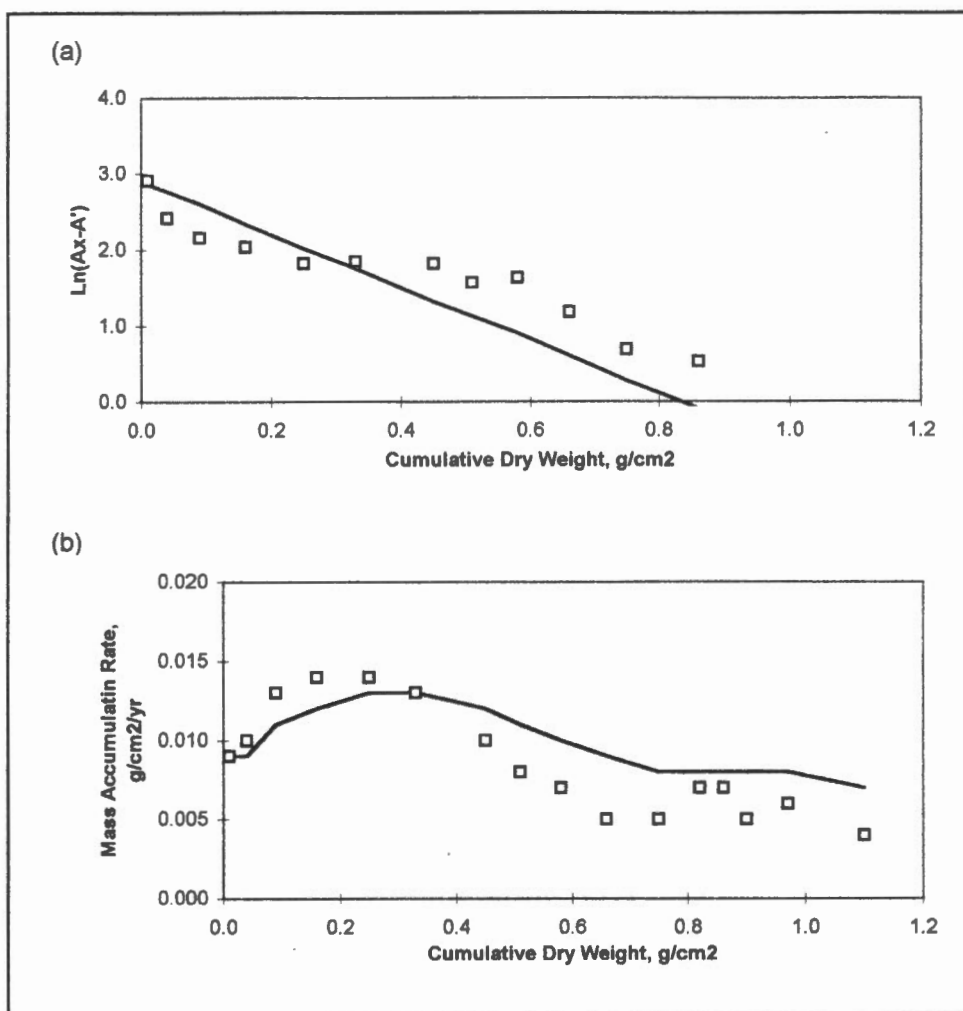 (a)
4.0
3.0
2.0
1.0
0.0
Ln(Ax-A')
0.0 0.2 0.4 0.6 0.8 1.0 1.2
Cumulative Dry Weight, g/cm2
(b)
0.020
0.015
0.010
0.005
0.000
Mass Accumulatin Rate,
g/cm2/yr
0.0 0.2 0.4 0.6 0.8 1.0 1.2
Cumulative Dry Weight, g/cm2